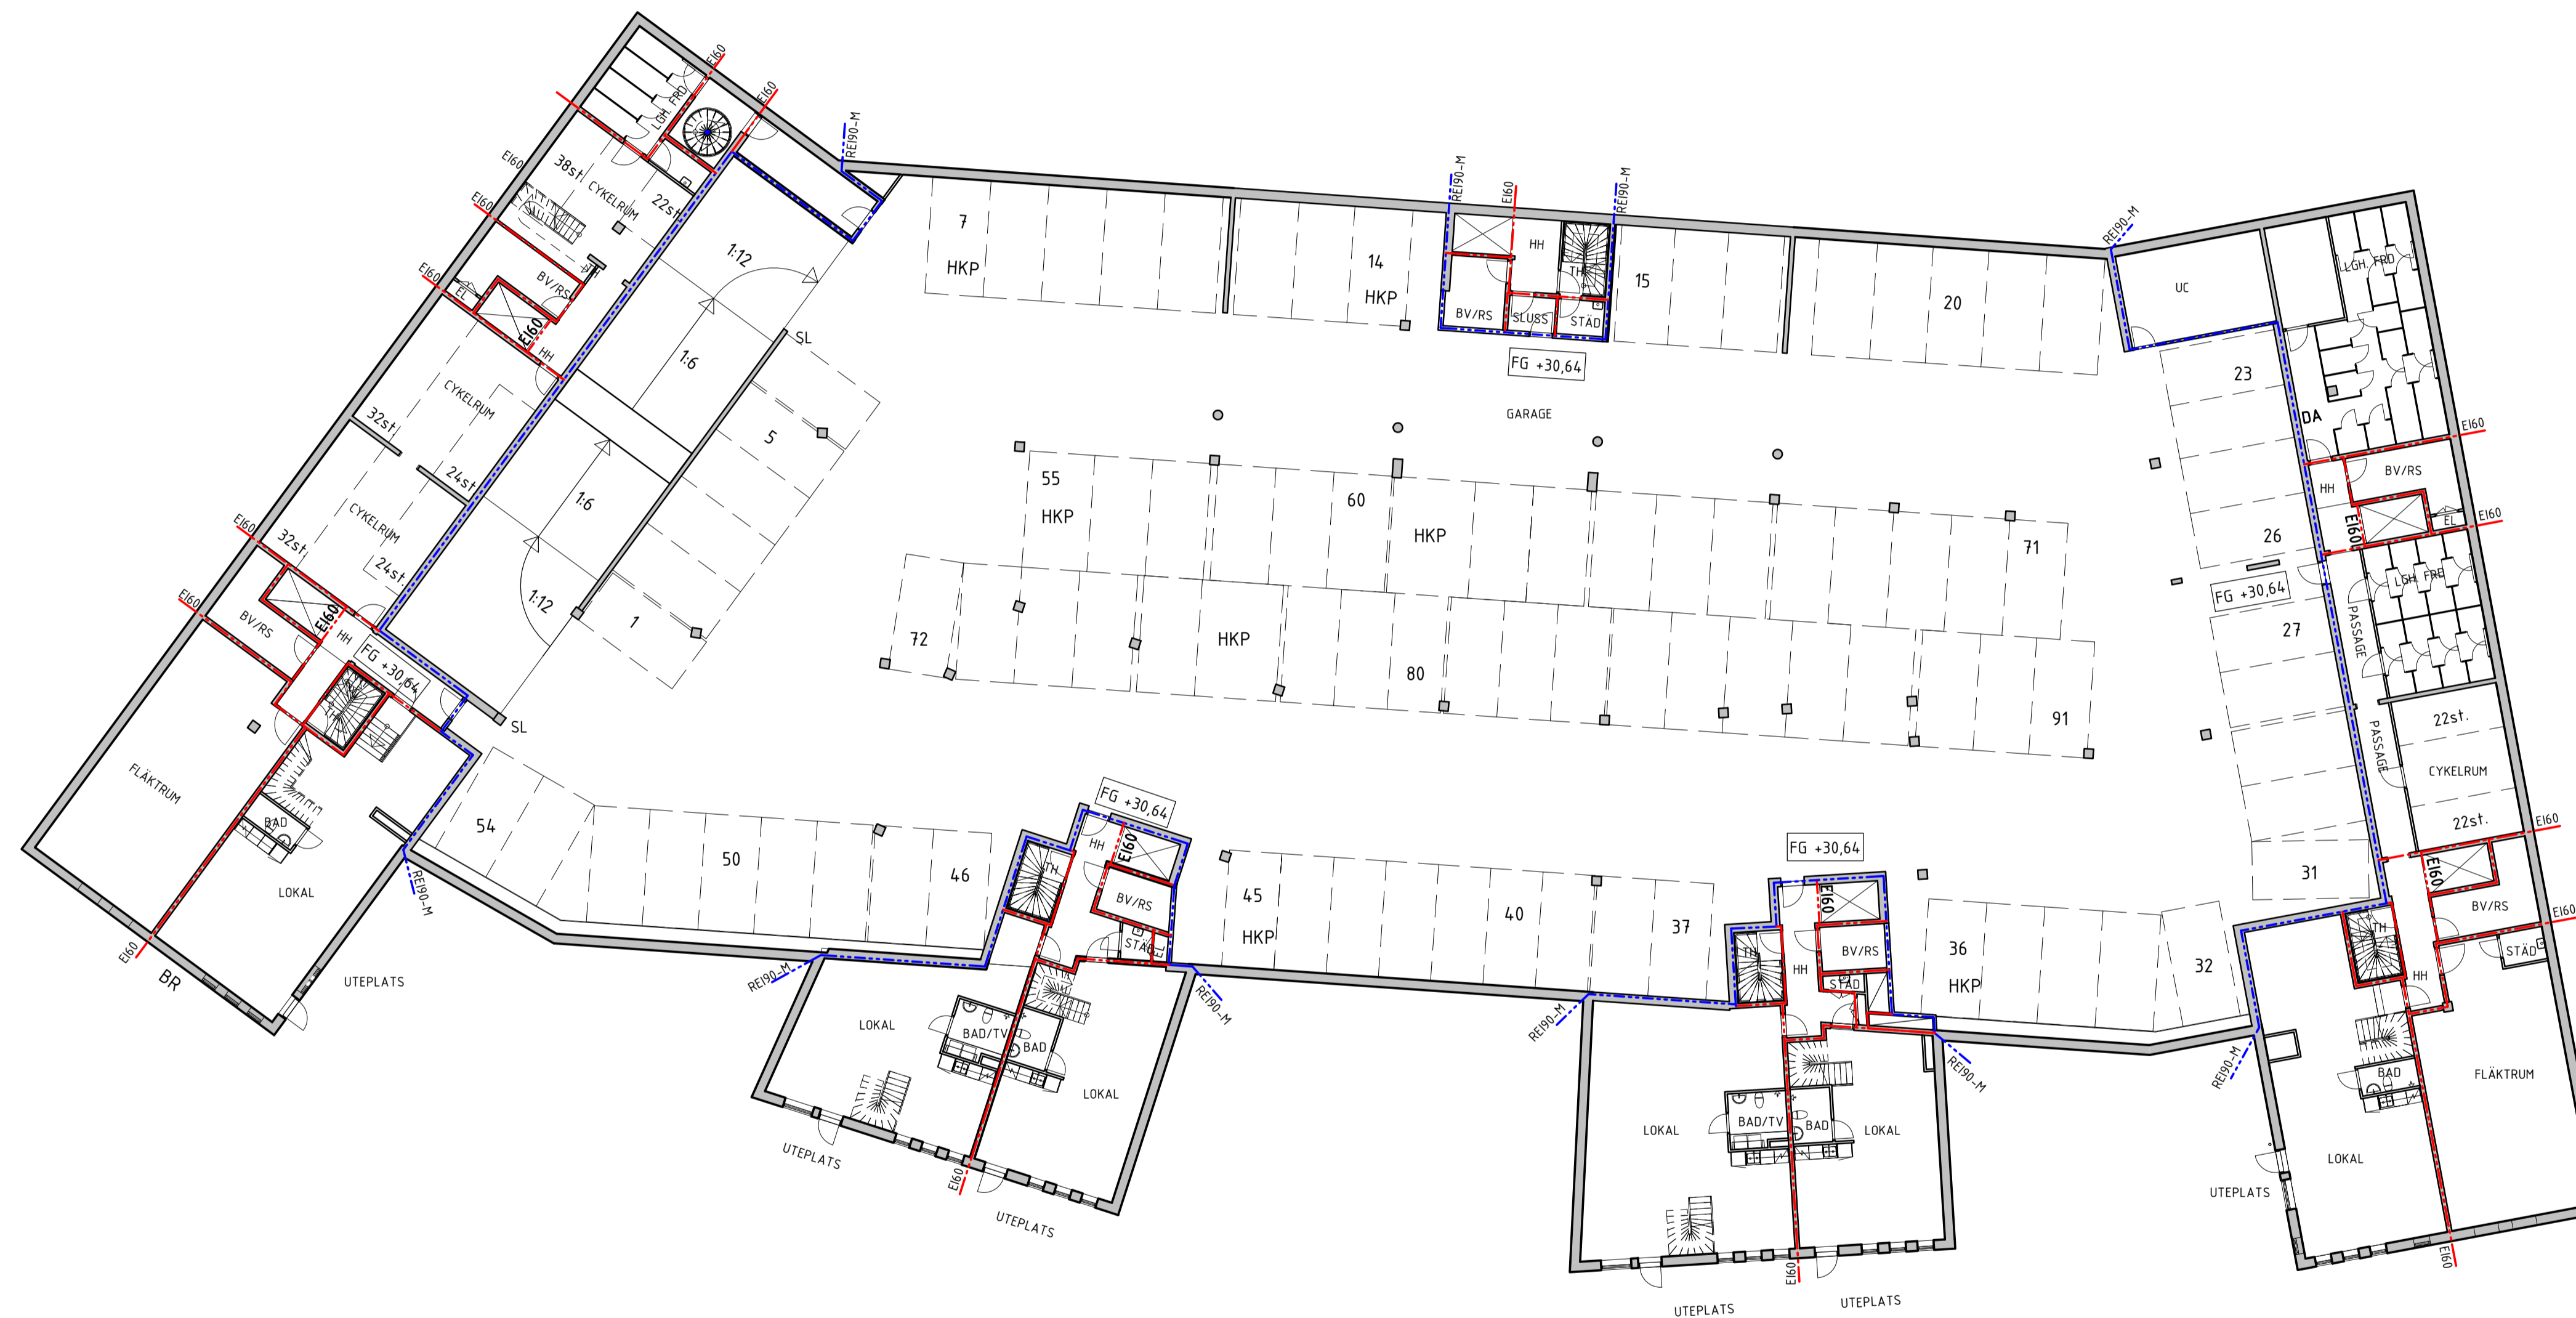 EI60
EI60
LGH. FRD
REI90-M
EI60
38st.
CYKELRUM
22st.
EI60
TH
BV/RS
EI60
EL
EI60
HH
1:12
1:6
SL
CYKELRUM
32st.
24st.
1:6
5
CYKELRUM
32st.
24st.
1:12
1
EI60
EI60
BV/RS
EI60
HH
FG +30,64
TH
SL
FLÄKTRUM
BAD
LOKAL
REI90-M
EI60
BR
UTEPLATS
7
HKP
14
HKP
REI90-M
EI60
REI90-M
HH
TH
BV/RS
SLUSS
STÄD
FG +30,64
15
20
GARAGE
REI90-M
UC
LGH. FRD
23
DA
EI60
BV/RS
HH
EI60
EL
EI60
26
FG +30,64
LGH. FRD
PASSAGE
27
PASSAGE
22st.
CYKELRUM
22st.
EI60
EI60
31
BV/RS
EI60
TH
HH
STÄD
55
HKP
60
HKP
71
72
HKP
80
91
54
50
46
FG +30,64
HH
EI60
TH
BV/RS
STÄD
EL
REI90-M
REI90-M
LOKAL
BAD/TV
BAD
LOKAL
UTEPLATS
EI60
UTEPLATS
45
HKP
40
37
FG +30,64
EI60
TH
HH
BV/RS
STÄD
REI90-M
REI90-M
LOKAL
BAD/TV
BAD
LOKAL
EI60
UTEPLATS
UTEPLATS
36
HKP
32
REI90-M
BAD
FLÄKTRUM
LOKAL
UTEPLATS
EI60